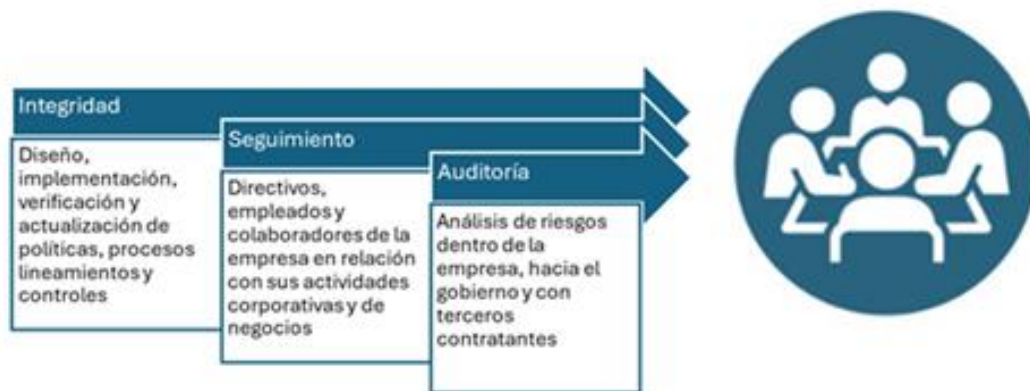 Integridad
Diseño,
implementación,
verificación y
actualización de
políticas, procesos
lineamientos y
controles
Seguimiento
Directivos,
empleados y
colaboradores de la
empresa en relación
con sus actividades
corporativas y de
negocios
Auditoría
Análisis de riesgos
dentro de la
empresa, hacia el
gobierno y con
terceros
contratantes